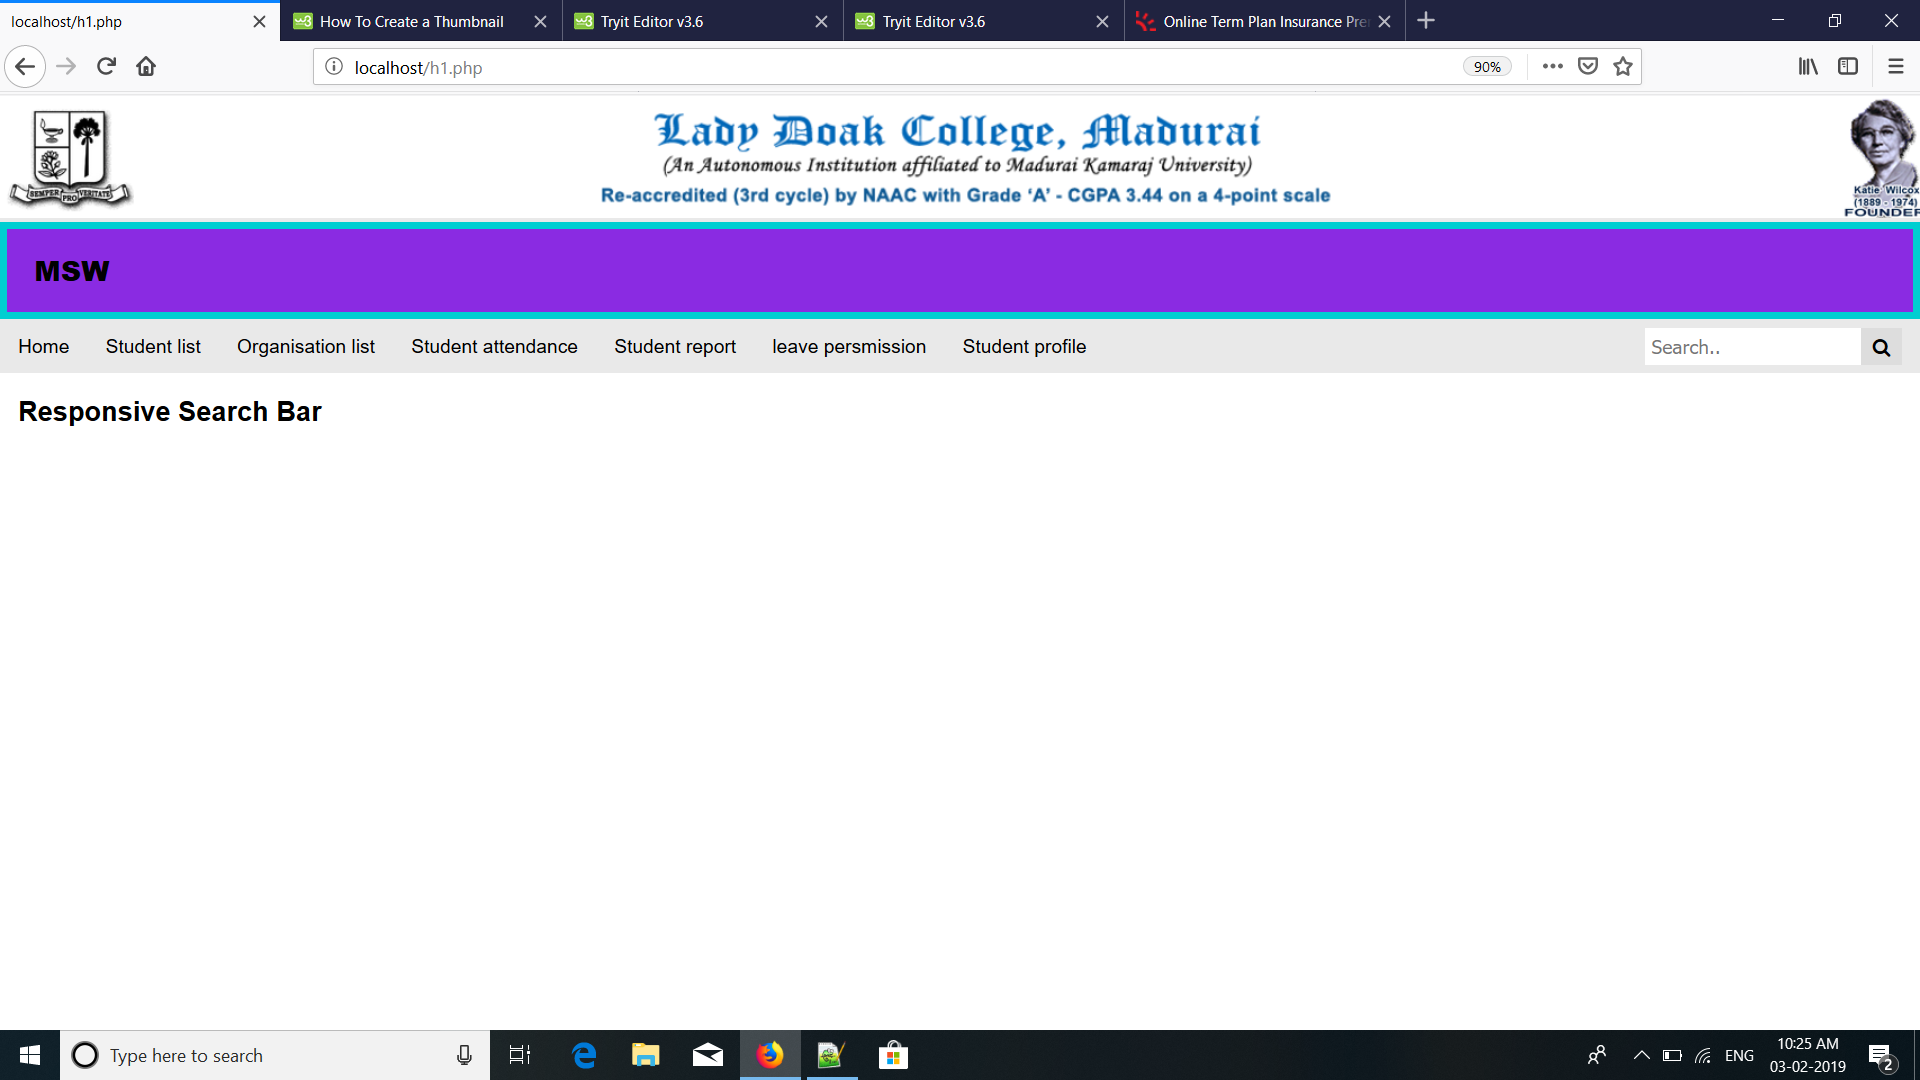 localhost/h1.php
How To Create a Thumbnail
Tryit Editor v3.6
Tryit Editor v3.6
Online Term Plan Insurance Pre
localhost/h1.php
90%
Lady Doak College, Madurai
(An Autonomous Institution affiliated to Madurai Kamaraj University)
Re-accredited (3rd cycle) by NAAC with Grade ‘A’ - CGPA 3.44 on a 4-point scale
SEMPER PRO VERITATE
Katie Wilcox
(1889 - 1974)
FOUNDER
MSW
Home Student list Organisation list Student attendance Student report leave persmission Student profile
Search..
Responsive Search Bar
Type here to search
ENG
10:25 AM
03-02-2019
2